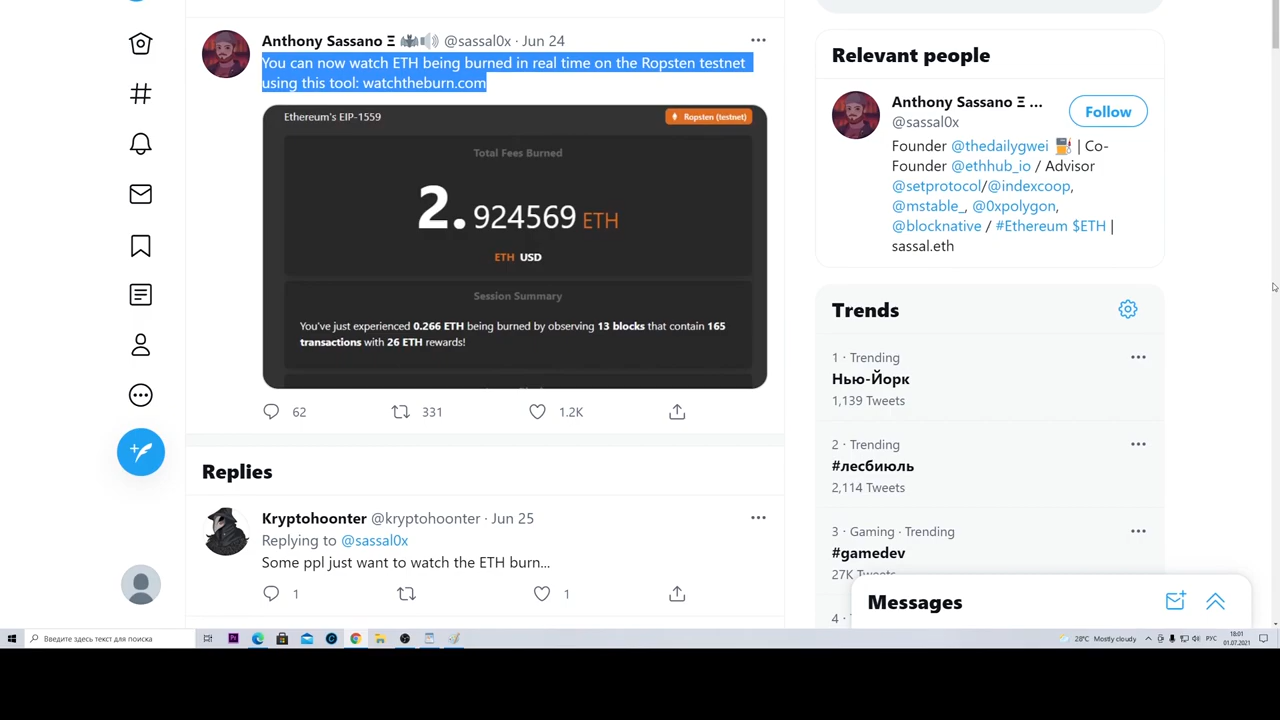 Anthony Sassano Ξ 🦇🔊 @sassal0x · Jun 24
You can now watch ETH being burned in real time on the Ropsten testnet
using this tool: watchtheburn.com
Ethereum's EIP-1559
Ropsten (testnet)
Total Fees Burned
2.924569 ETH
ETH USD
Session Summary
You've just experienced 0.266 ETH being burned by observing 13 blocks that contain 165
transactions with 26 ETH rewards!
62 331 1.2K
Replies
Kryptohoonter @kryptohoonter · Jun 25
Replying to @sassal0x
Some ppl just want to watch the ETH burn...
1 1
Relevant people
Anthony Sassano Ξ ...
@sassal0x
Follow
Founder @thedailygwei ⛽ | Co-
Founder @ethhub_io / Advisor
@setprotocol/@indexcoop,
@mstable_, @0xpolygon,
@blocknative / #Ethereum $ETH |
sassal.eth
Trends
1 · Trending
Нью-Йорк
1,139 Tweets
2 · Trending
#лесбиюль
2,114 Tweets
3 · Gaming · Trending
#gamedev
27K Tweets
4 ·
Messages
Введите здесь текст для поиска
28°C Mostly cloudy
РУС
18:01
01.07.2021